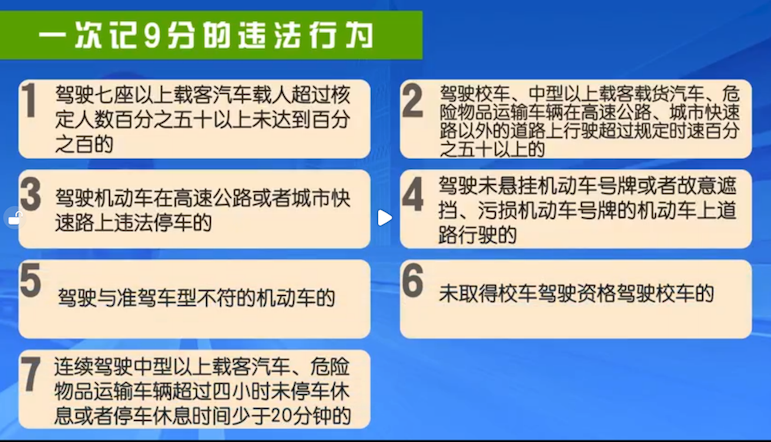 一次记9分的违法行为
1
驾驶七座以上载客汽车载人超过核
定人数百分之五十以上未达到百分
之百的
2
驾驶校车、中型以上载客载货汽车、危
险物品运输车辆在高速公路、城市快速
路以外的道路上行驶超过规定时速百分
之五十以上的
3
驾驶机动车在高速公路或者城市快
速路上违法停车的
4
驾驶未悬挂机动车号牌或者故意遮
挡、污损机动车号牌的机动车上道
路行驶的
5
驾驶与准驾车型不符的机动车的
6
未取得校车驾驶资格驾驶校车的
7
连续驾驶中型以上载客汽车、危险
物品运输车辆超过四小时未停车休
息或者停车休息时间少于20分钟的